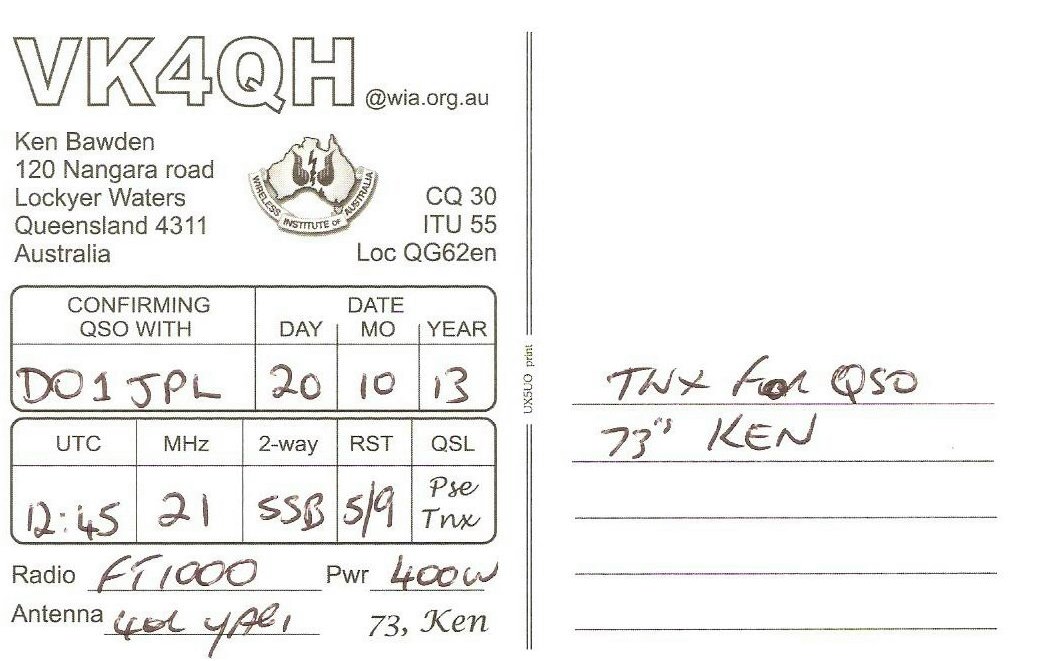 VK4QH @wia.org.au
Ken Bawden
120 Nangara road
Lockyer Waters
Queensland 4311
Australia
WIRELESS INSTITUTE OF AUSTRALIA
CQ 30
ITU 55
Loc QG62en
CONFIRMING QSO WITH
DATE
DAY MO YEAR
DO1JPL 20 10 13
UTC MHz 2-way RST QSL
12:45 21 SSB 5/9 Pse
Tnx
Radio FT1000 Pwr 400W
Antenna 4el yAGi
73, Ken
UX5UO print
TNX FOR QSO
73"s KEN